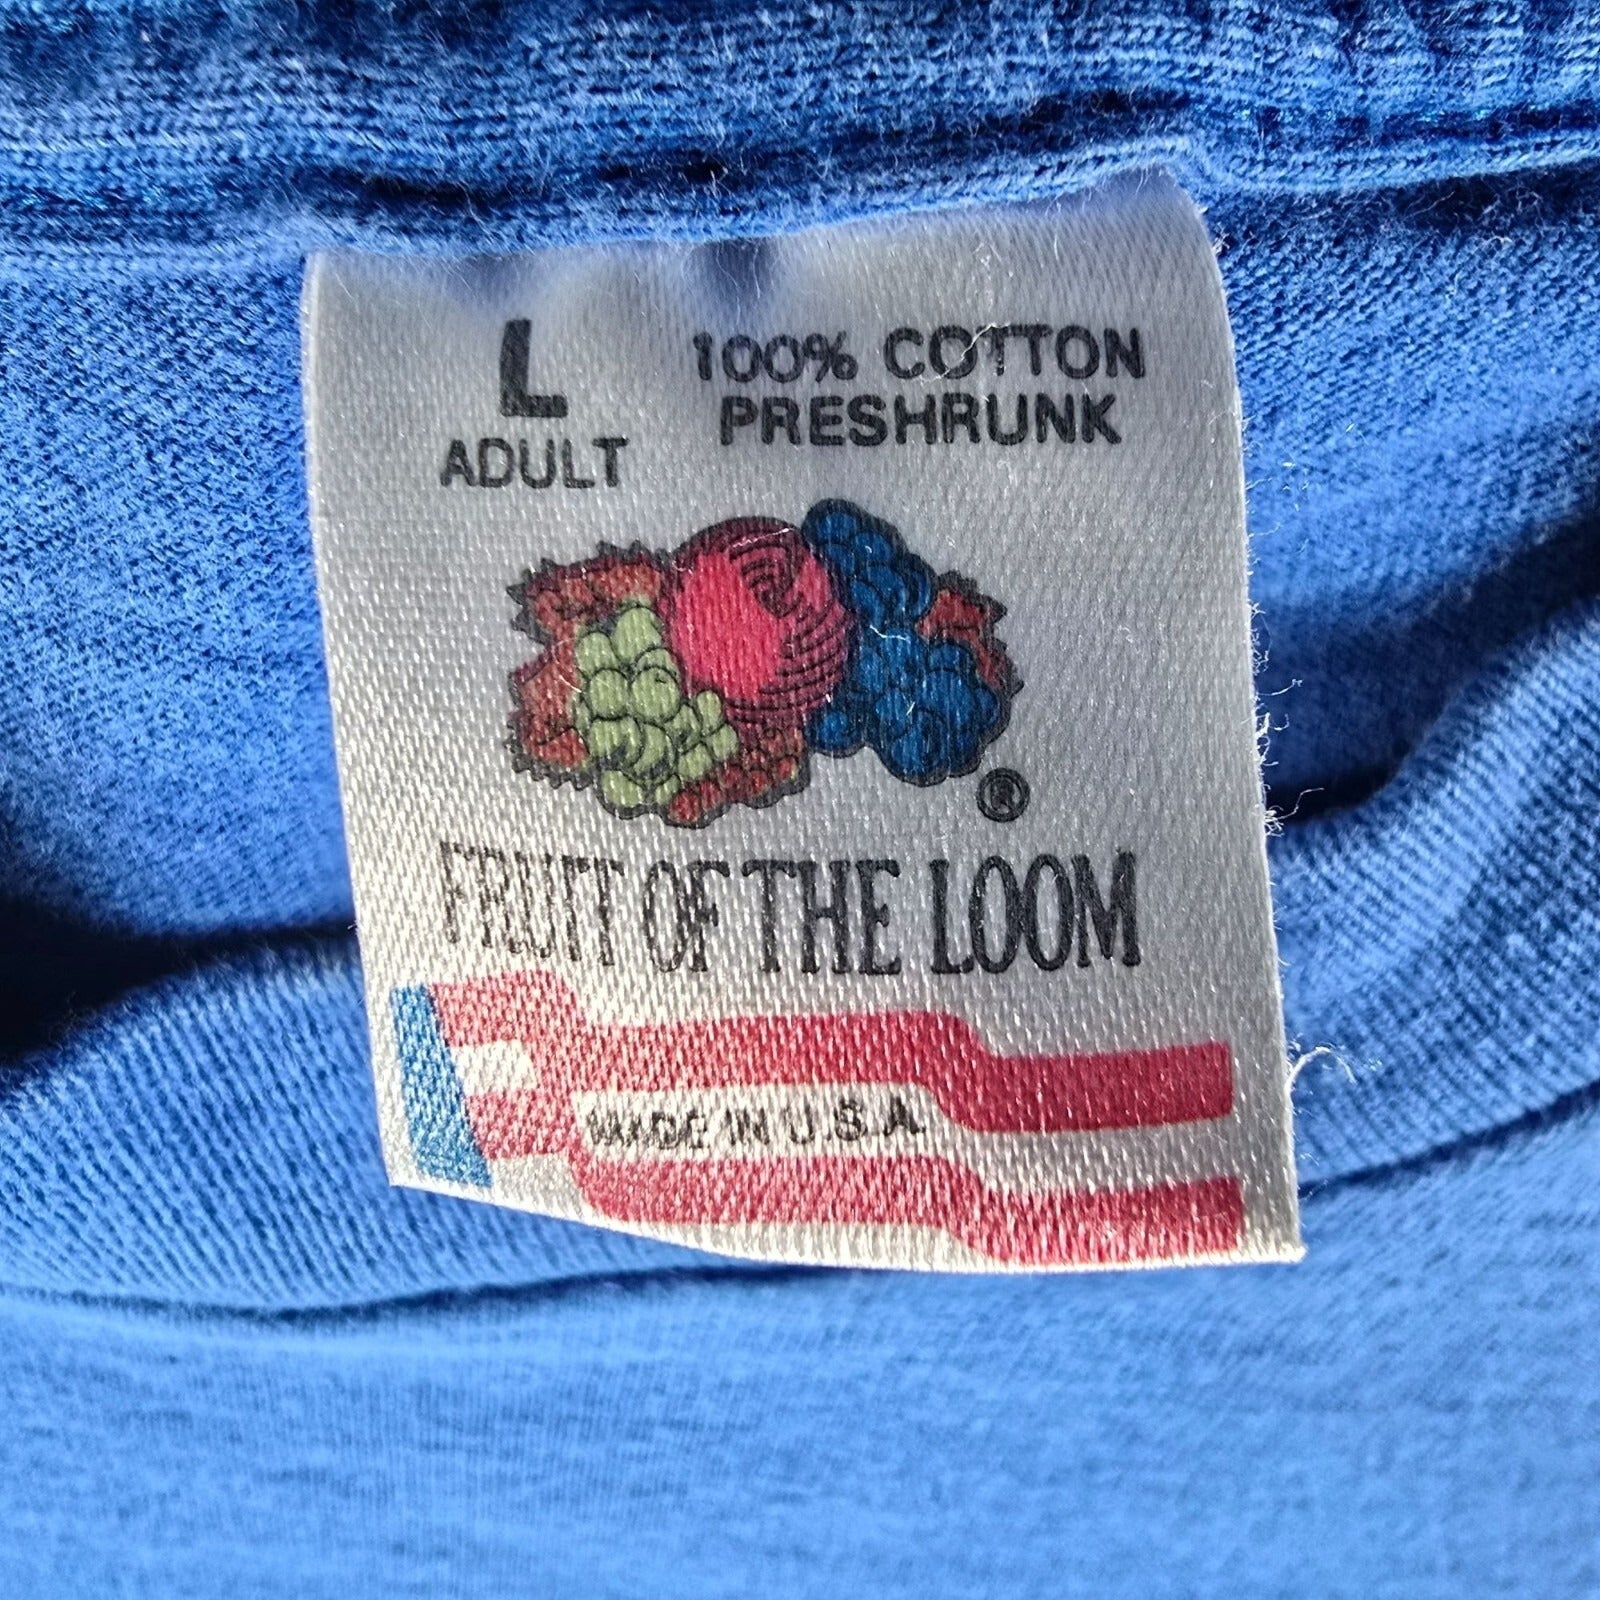 L
ADULT
100% COTTON
PRESHRUNK
®
FRUIT OF THE LOOM
MADE IN U.S.A.